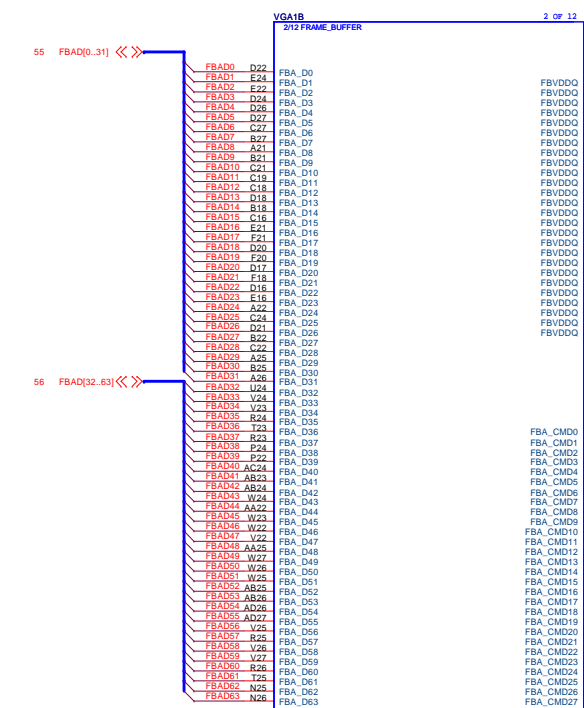 VGA1B 2 OF 12
2/12 FRAME_BUFFER
55 FBAD[0..31]
FBAD0 D22 FBA_D0
FBAD1 E24 FBA_D1 FBVDDQ
FBAD2 E22 FBA_D2 FBVDDQ
FBAD3 D24 FBA_D3 FBVDDQ
FBAD4 D26 FBA_D4 FBVDDQ
FBAD5 D27 FBA_D5 FBVDDQ
FBAD6 C27 FBA_D6 FBVDDQ
FBAD7 B27 FBA_D7 FBVDDQ
FBAD8 A21 FBA_D8 FBVDDQ
FBAD9 B21 FBA_D9 FBVDDQ
FBAD10 C21 FBA_D10 FBVDDQ
FBAD11 C19 FBA_D11 FBVDDQ
FBAD12 C18 FBA_D12 FBVDDQ
FBAD13 D18 FBA_D13 FBVDDQ
FBAD14 B18 FBA_D14 FBVDDQ
FBAD15 C16 FBA_D15 FBVDDQ
FBAD16 E21 FBA_D16 FBVDDQ
FBAD17 F21 FBA_D17 FBVDDQ
FBAD18 D20 FBA_D18 FBVDDQ
FBAD19 F20 FBA_D19 FBVDDQ
FBAD20 D17 FBA_D20 FBVDDQ
FBAD21 F18 FBA_D21 FBVDDQ
FBAD22 D16 FBA_D22 FBVDDQ
FBAD23 E16 FBA_D23 FBVDDQ
FBAD24 A22 FBA_D24 FBVDDQ
FBAD25 C24 FBA_D25 FBVDDQ
FBAD26 D21 FBA_D26 FBVDDQ
FBAD27 B22 FBA_D27
FBAD28 C22 FBA_D28
FBAD29 A25 FBA_D29
FBAD30 B25 FBA_D30
FBAD31 A26 FBA_D31
56 FBAD[32..63]
FBAD32 U24 FBA_D32
FBAD33 V24 FBA_D33
FBAD34 V23 FBA_D34
FBAD35 R24 FBA_D35
FBAD36 T23 FBA_D36 FBA_CMD0
FBAD37 R23 FBA_D37 FBA_CMD1
FBAD38 P24 FBA_D38 FBA_CMD2
FBAD39 P22 FBA_D39 FBA_CMD3
FBAD40 AC24 FBA_D40 FBA_CMD4
FBAD41 AB23 FBA_D41 FBA_CMD5
FBAD42 AB24 FBA_D42 FBA_CMD6
FBAD43 W24 FBA_D43 FBA_CMD7
FBAD44 AA22 FBA_D44 FBA_CMD8
FBAD45 W23 FBA_D45 FBA_CMD9
FBAD46 W22 FBA_D46 FBA_CMD10
FBAD47 V22 FBA_D47 FBA_CMD11
FBAD48 AA25 FBA_D48 FBA_CMD12
FBAD49 W27 FBA_D49 FBA_CMD13
FBAD50 W26 FBA_D50 FBA_CMD14
FBAD51 W25 FBA_D51 FBA_CMD15
FBAD52 AB25 FBA_D52 FBA_CMD16
FBAD53 AB26 FBA_D53 FBA_CMD17
FBAD54 AD26 FBA_D54 FBA_CMD18
FBAD55 AD27 FBA_D55 FBA_CMD19
FBAD56 V25 FBA_D56 FBA_CMD20
FBAD57 R25 FBA_D57 FBA_CMD21
FBAD58 V26 FBA_D58 FBA_CMD22
FBAD59 V27 FBA_D59 FBA_CMD23
FBAD60 R26 FBA_D60 FBA_CMD24
FBAD61 T25 FBA_D61 FBA_CMD25
FBAD62 N25 FBA_D62 FBA_CMD26
FBAD63 N26 FBA_D63 FBA_CMD27